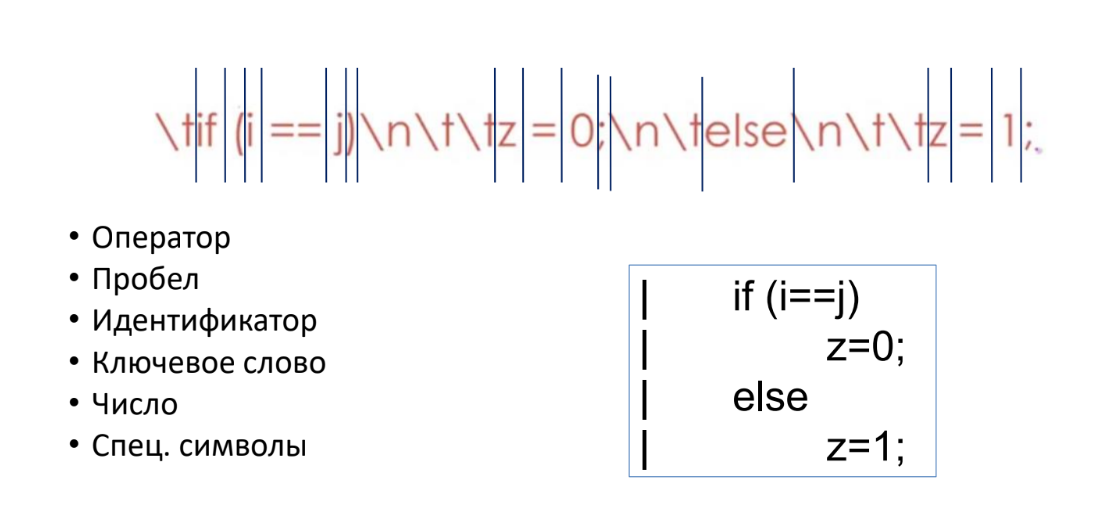 \tif (i == j)\n\t\tz = 0;\n\telse\n\t\tz = 1;
• Оператор
• Пробел
• Идентификатор
• Ключевое слово
• Число
• Спец. символы
| if (i==j)
| z=0;
| else
| z=1;